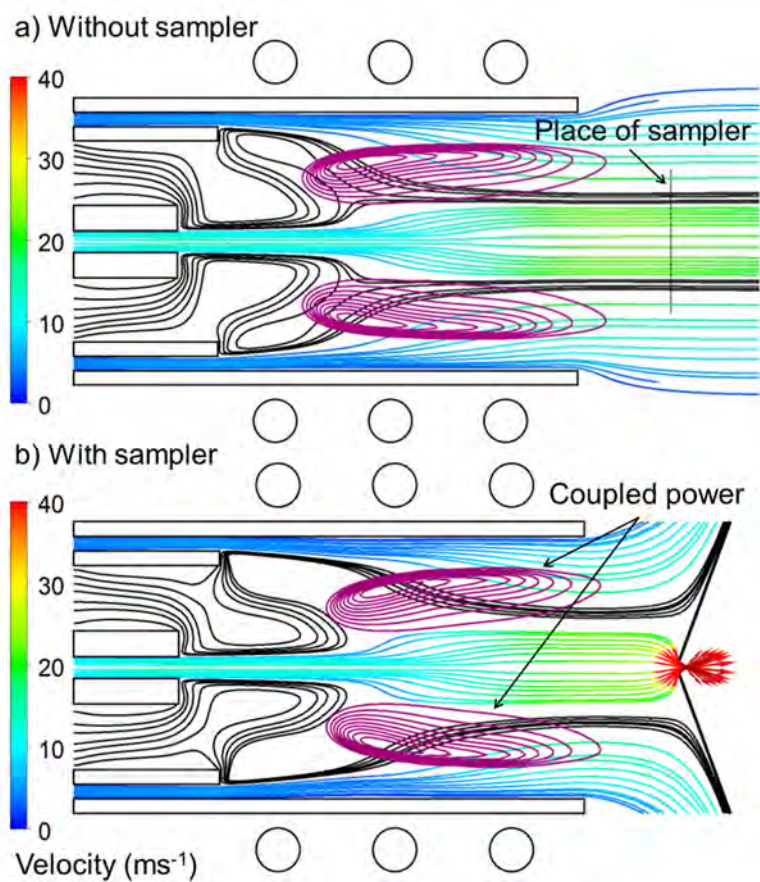 a) Without sampler
40
30
20
10
0
Place of sampler
b) With sampler
40
30
20
10
0
Coupled power
Velocity (ms⁻¹)